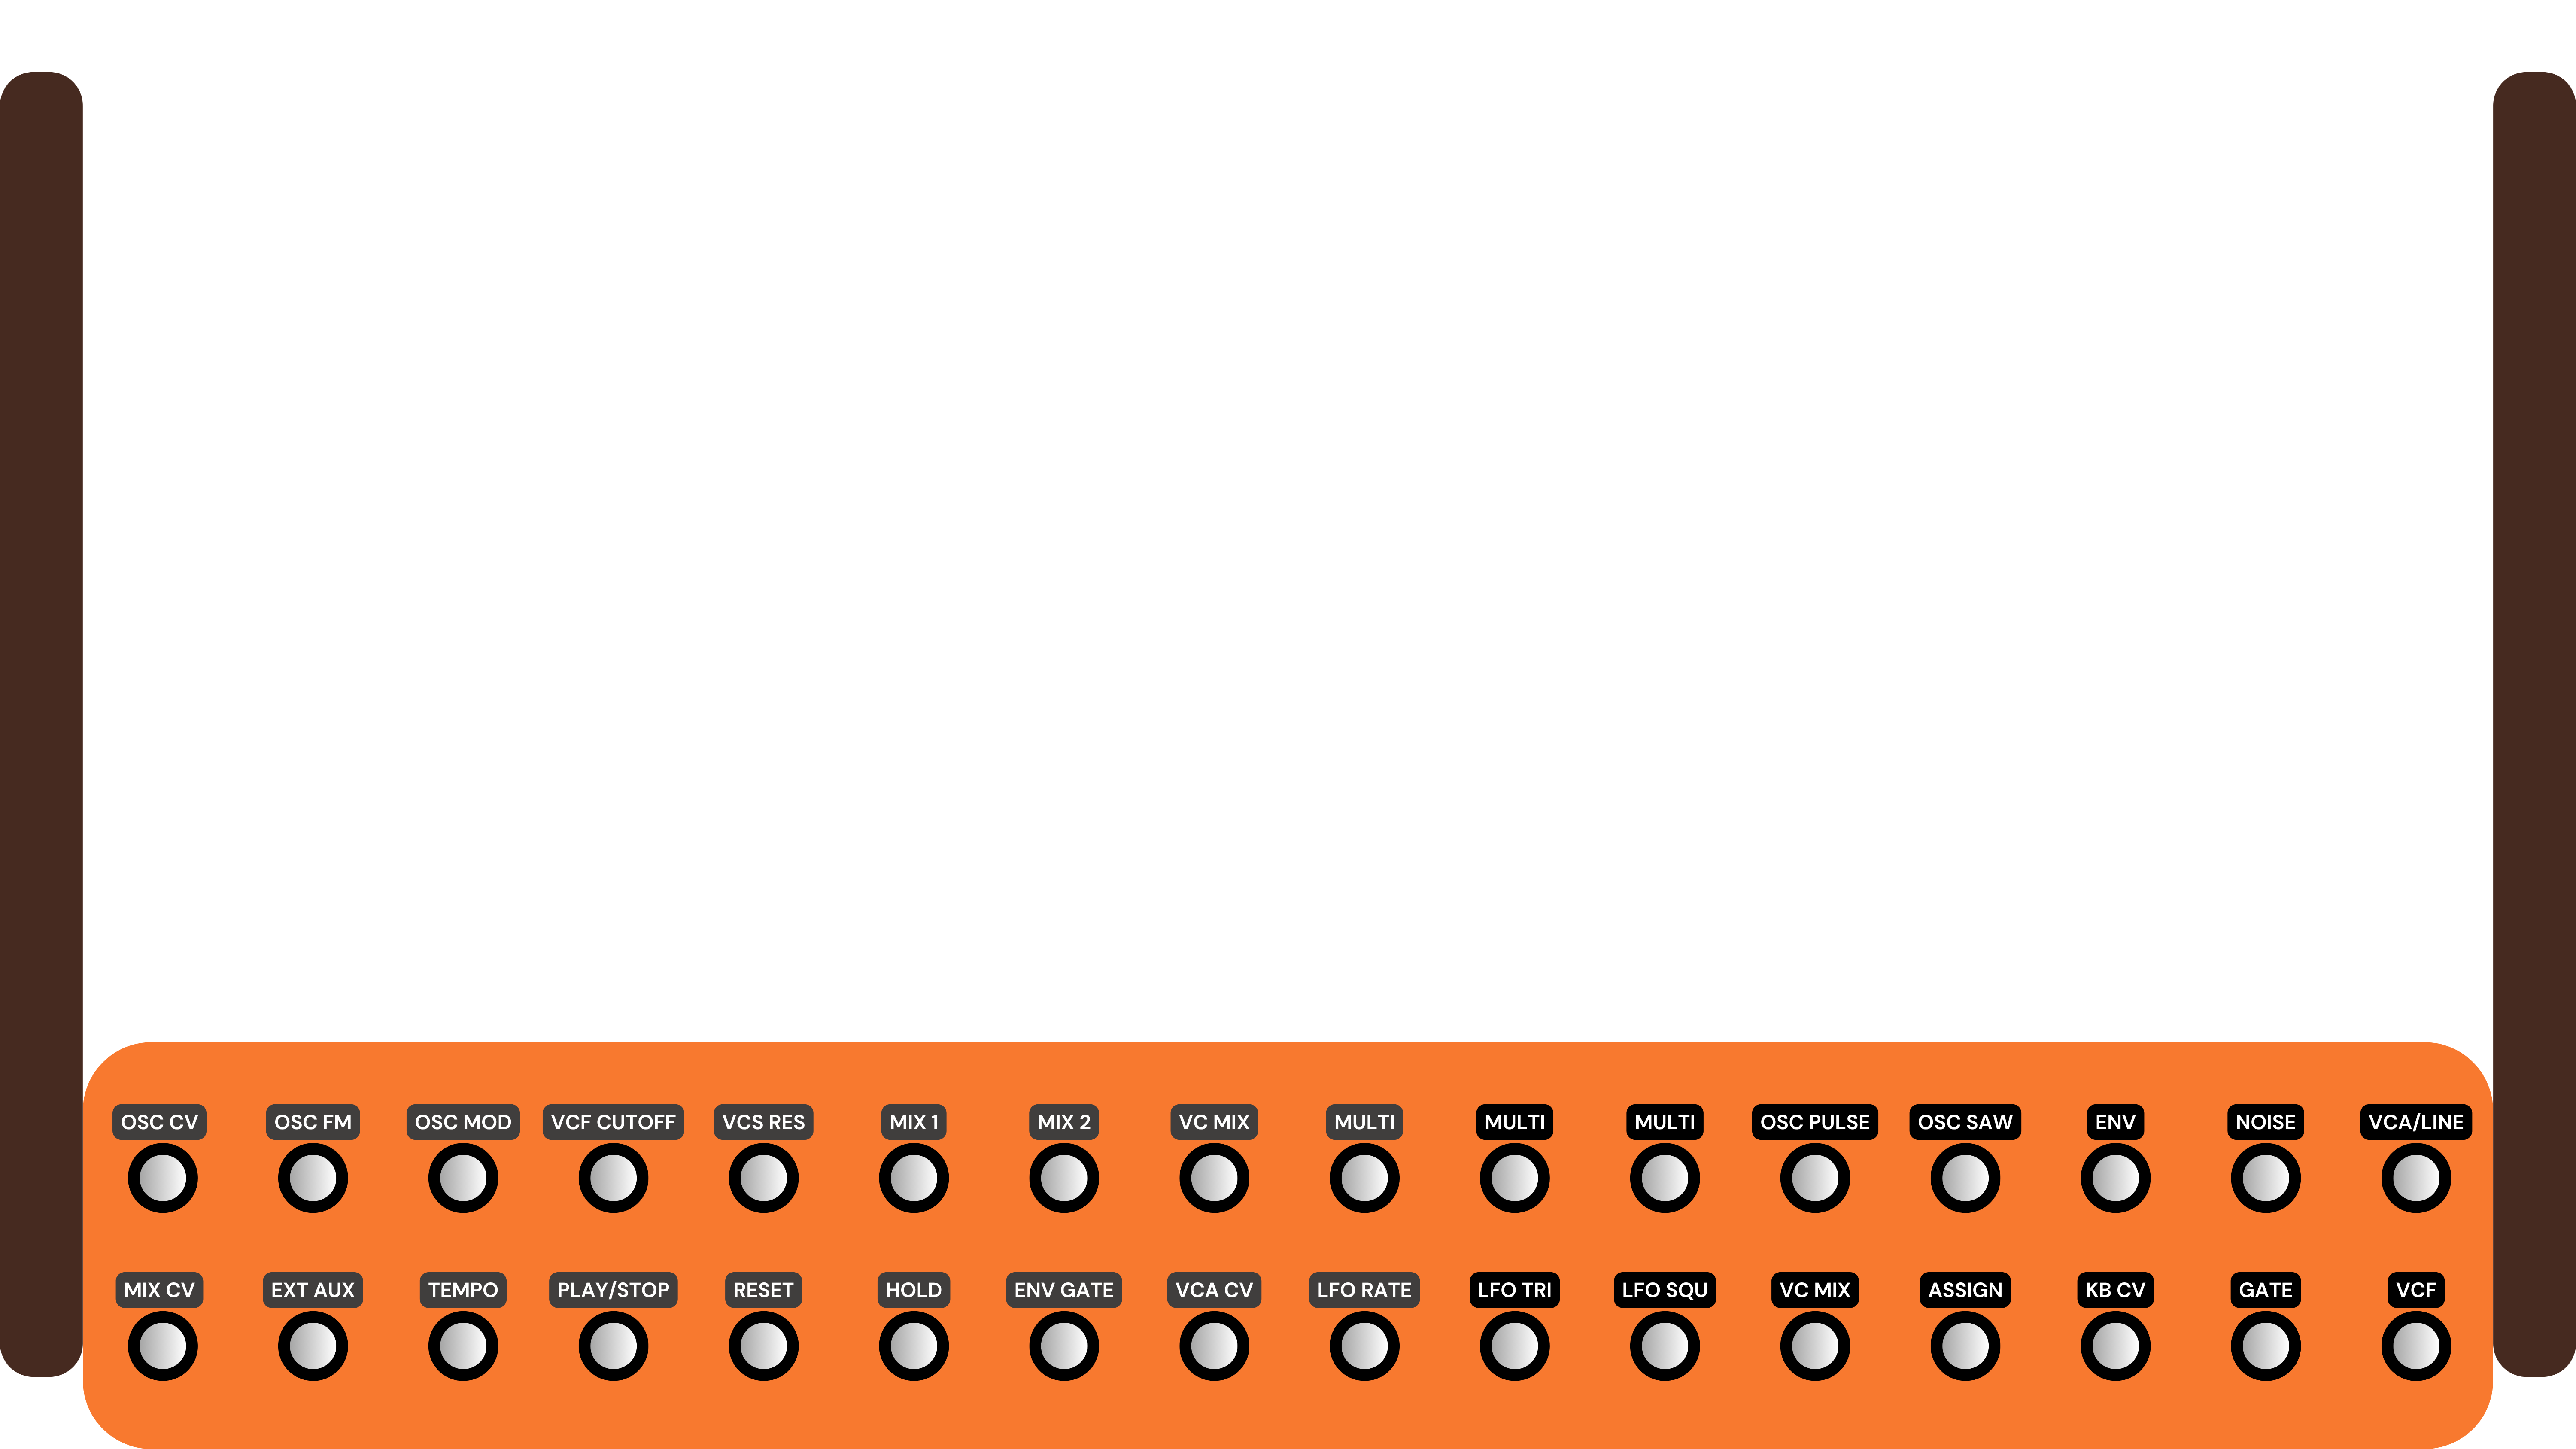 OSC CV OSC FM OSC MOD VCF CUTOFF VCS RES MIX 1 MIX 2 VC MIX MULTI MULTI MULTI OSC PULSE OSC SAW ENV NOISE VCA/LINE
MIX CV EXT AUX TEMPO PLAY/STOP RESET HOLD ENV GATE VCA CV LFO RATE LFO TRI LFO SQU VC MIX ASSIGN KB CV GATE VCF